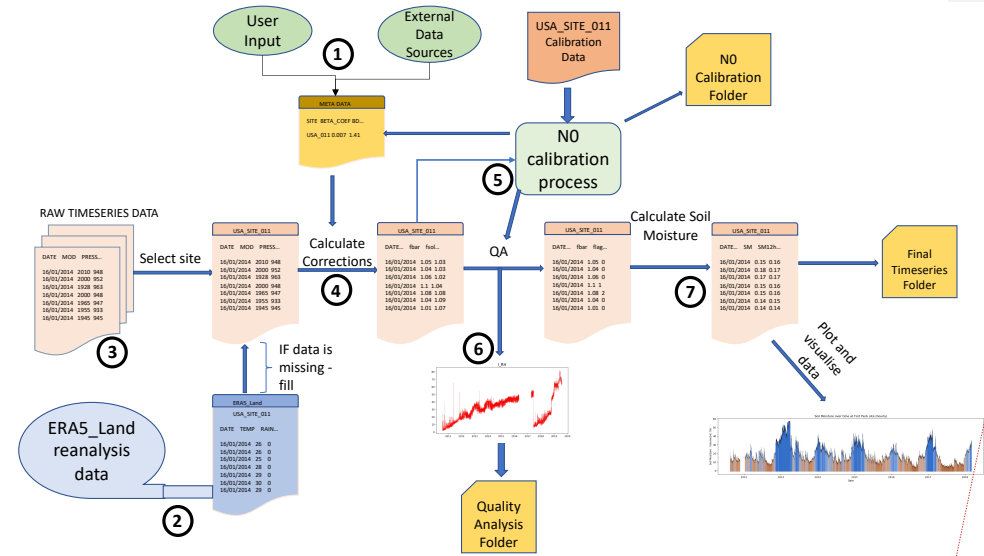 User
Input
External
Data
Sources
1
USA_SITE_011
Calibration
Data
N0
Calibration
Folder
META DATA
SITE BETA_COEF BD...
USA_011 0.007 1.41
N0
calibration
process
5
RAW TIMESERIES DATA
DATE MOD PRESS...
16/01/2014 2010 948
16/01/2014 2000 952
16/01/2014 1928 963
16/01/2014 2000 948
16/01/2014 1965 947
16/01/2014 1955 933
16/01/2014 1945 945
3
Select site
USA_SITE_011
DATE MOD PRESS...
16/01/2014 2010 948
16/01/2014 2000 952
16/01/2014 1928 963
16/01/2014 2000 948
16/01/2014 1965 947
16/01/2014 1955 933
16/01/2014 1945 945
Calculate
Corrections
4
USA_SITE_011
DATE... fbar fsol...
16/01/2014 1.05 1.03
16/01/2014 1.04 1.03
16/01/2014 1.06 1.02
16/01/2014 1.1 1.04
16/01/2014 1.08 1.08
16/01/2014 1.04 1.09
16/01/2014 1.01 1.07
QA
USA_SITE_011
DATE... fbar flag...
16/01/2014 1.05 0
16/01/2014 1.04 0
16/01/2014 1.06 0
16/01/2014 1.1 1
16/01/2014 1.08 2
16/01/2014 1.04 0
16/01/2014 1.01 0
Calculate Soil
Moisture
7
USA_SITE_011
DATE... SM SM12h...
16/01/2014 0.15 0.16
16/01/2014 0.18 0.17
16/01/2014 0.17 0.17
16/01/2014 0.15 0.16
16/01/2014 0.15 0.16
16/01/2014 0.14 0.15
16/01/2014 0.14 0.14
Final
Timeseries
Folder
IF data is
missing -
fill
6
Plot and
visualise
data
ERA5_Land
reanalysis
data
2
ERA5_Land
USA_SITE_011
DATE TEMP RAIN...
16/01/2014 26 0
16/01/2014 26 0
16/01/2014 25 0
16/01/2014 28 0
16/01/2014 29 0
16/01/2014 30 0
16/01/2014 29 0
Quality
Analysis
Folder